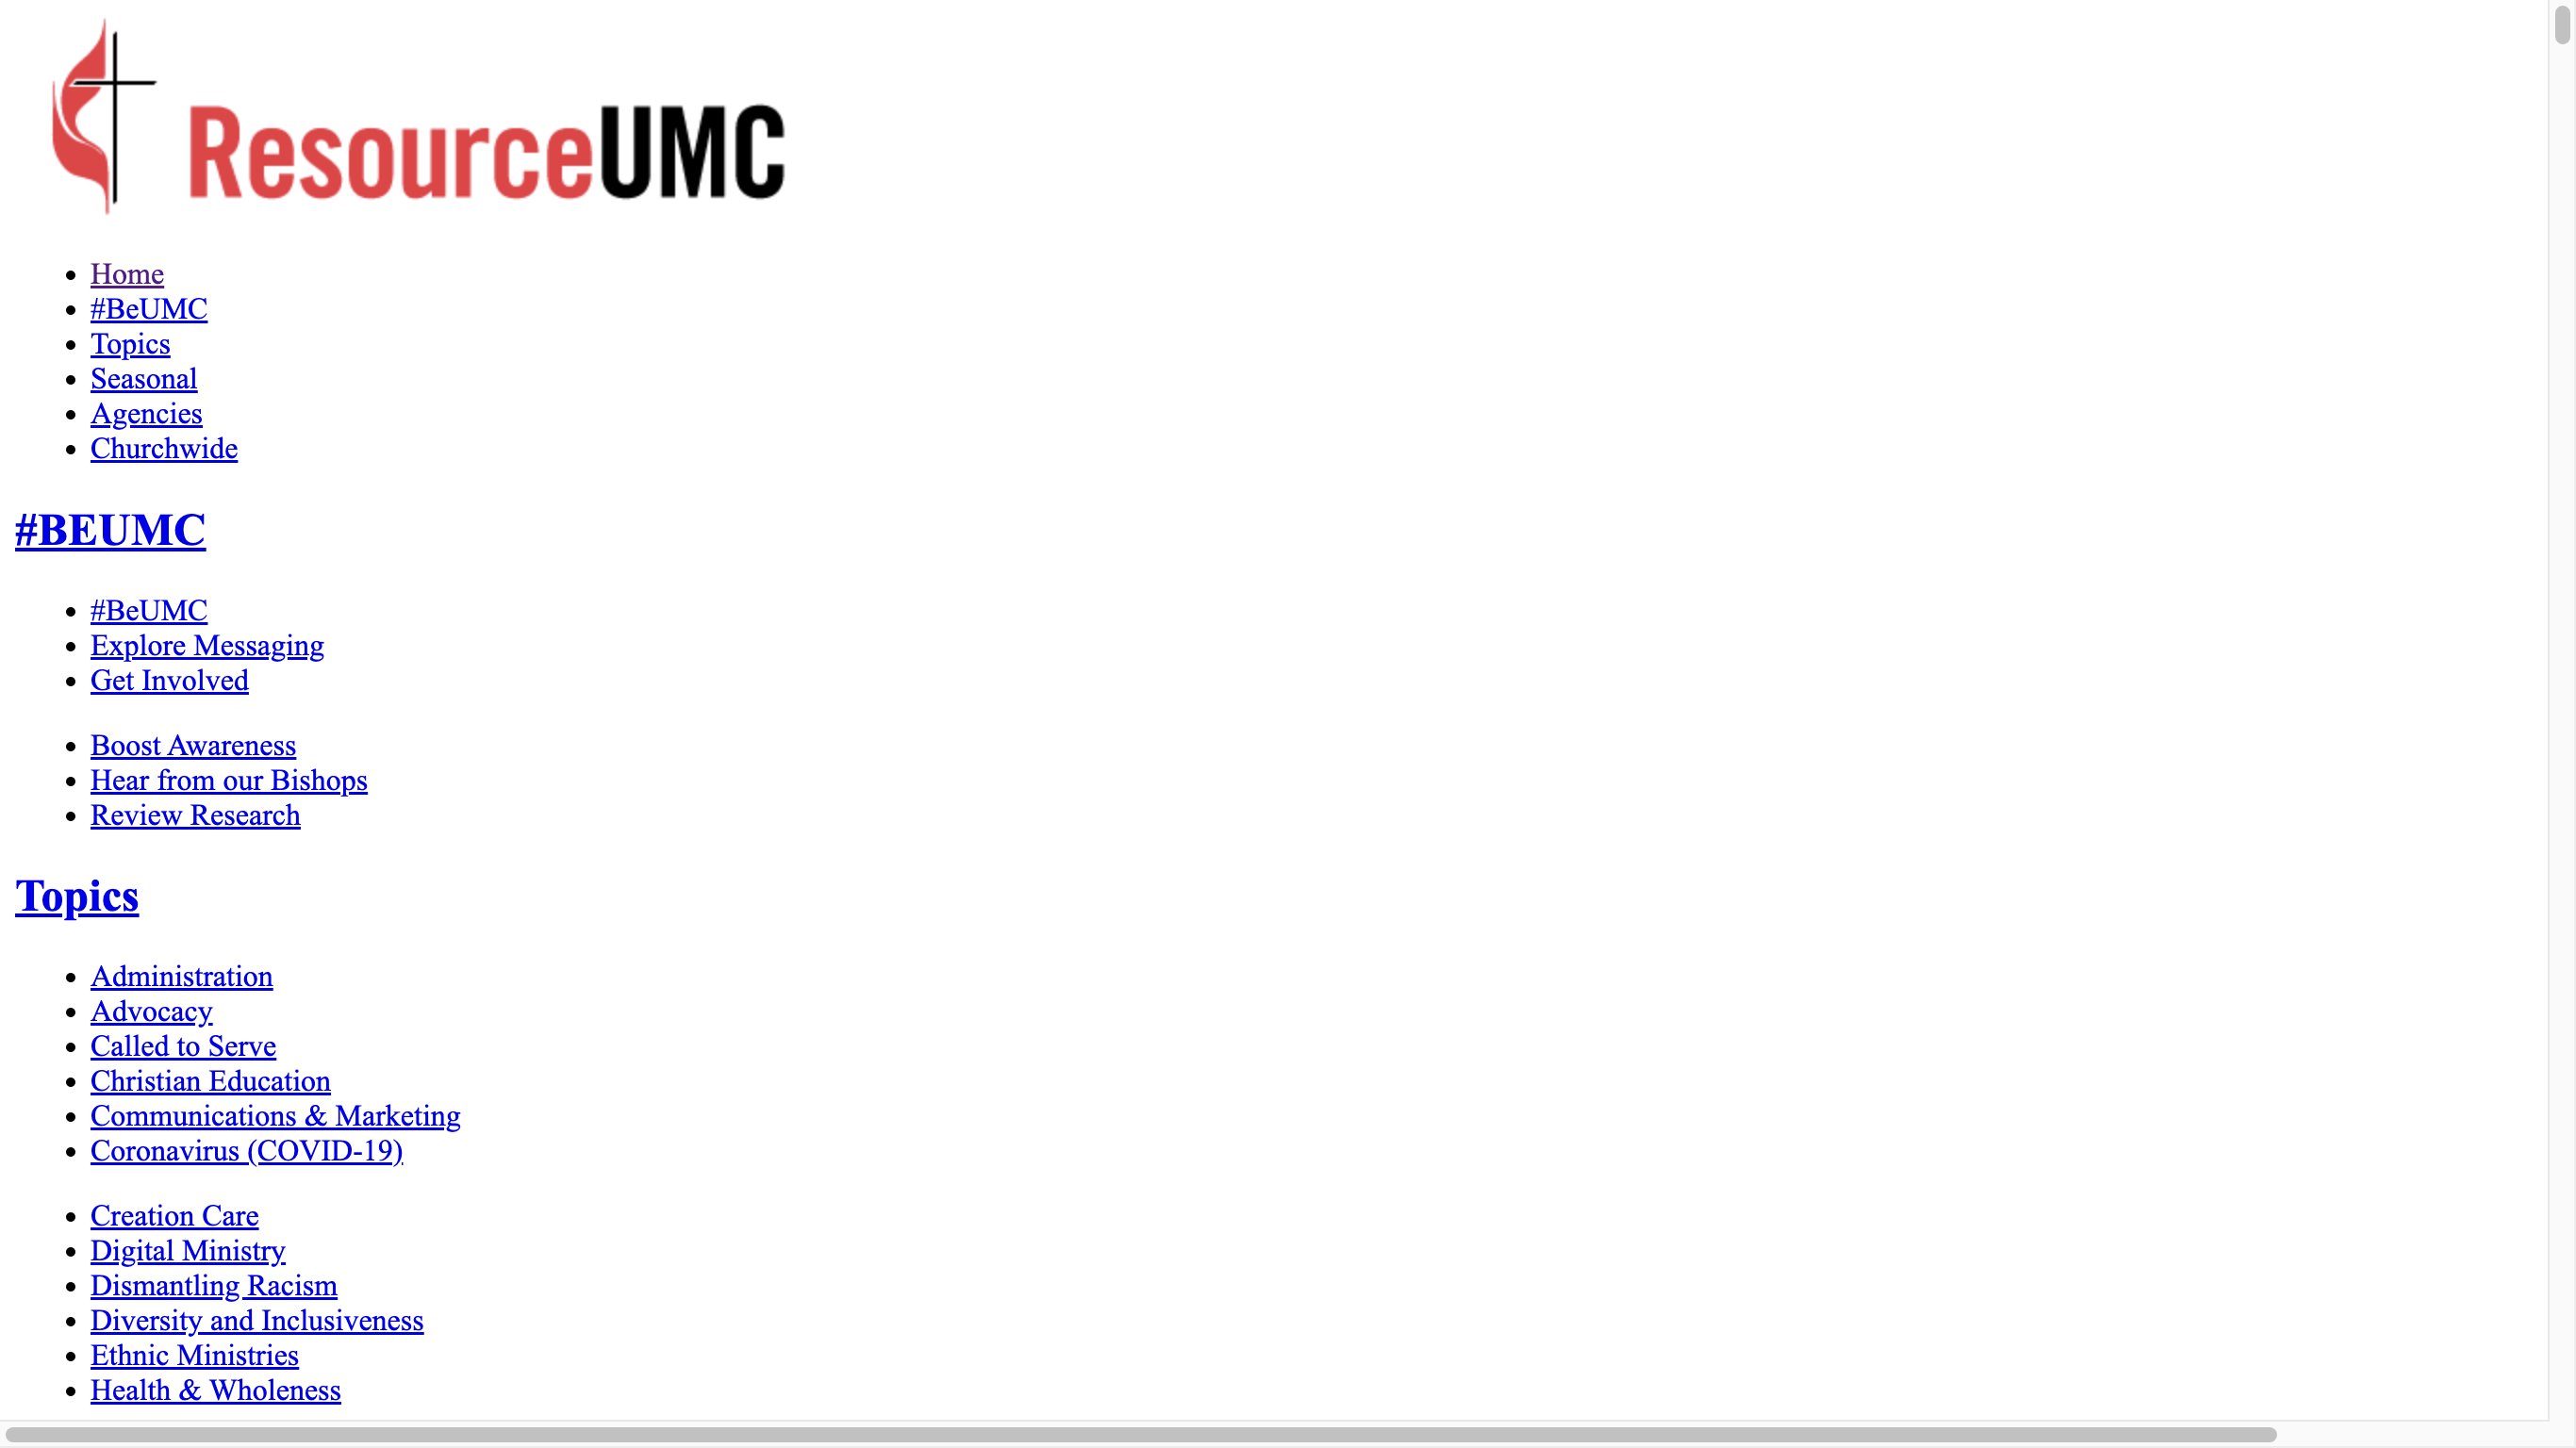 ResourceUMC
Home
#BeUMC
Topics
Seasonal
Agencies
Churchwide
#BEUMC
#BeUMC
Explore Messaging
Get Involved
Boost Awareness
Hear from our Bishops
Review Research
Topics
Administration
Advocacy
Called to Serve
Christian Education
Communications & Marketing
Coronavirus (COVID-19)
Creation Care
Digital Ministry
Dismantling Racism
Diversity and Inclusiveness
Ethnic Ministries
Health & Wholeness